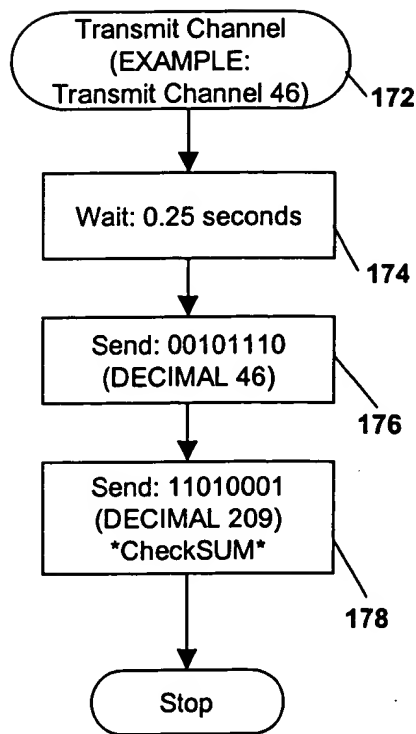 Transmit Channel
(EXAMPLE:
Transmit Channel 46)
172
Wait: 0.25 seconds
174
Send: 00101110
(DECIMAL 46)
176
Send: 11010001
(DECIMAL 209)
*CheckSUM*
178
Stop